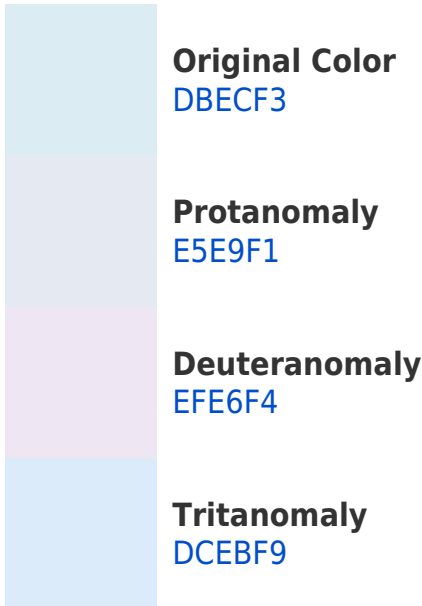 Original Color
DBECF3
Protanomaly
E5E9F1
Deuteranomaly
EFE6F4
Tritanomaly
DCEBF9